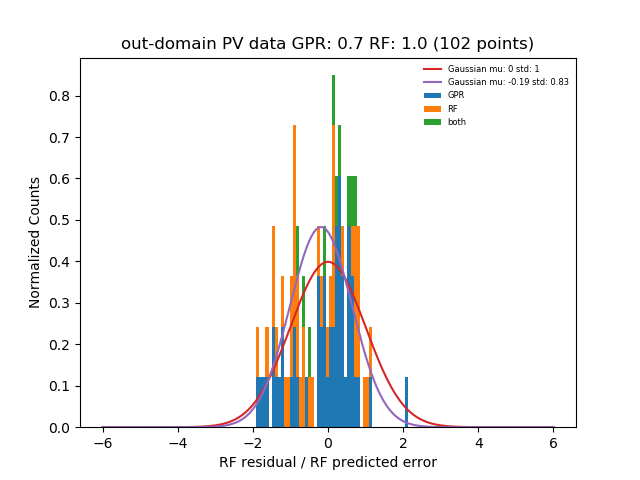 out-domain PV data GPR: 0.7 RF: 1.0 (102 points)
Gaussian mu: 0 std: 1
Gaussian mu: -0.19 std: 0.83
GPR
RF
both
Normalized Counts
0.8
0.7
0.6
0.5
0.4
0.3
0.2
0.1
0.0
−6 −4 −2 0 2 4 6
RF residual / RF predicted error